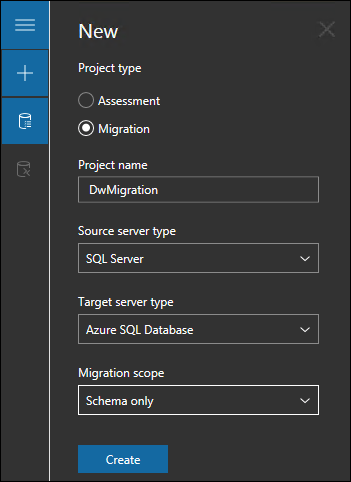 New
Project type
Assessment
Migration
Project name
DwMigration
Source server type
SQL Server
Target server type
Azure SQL Database
Migration scope
Schema only
Create